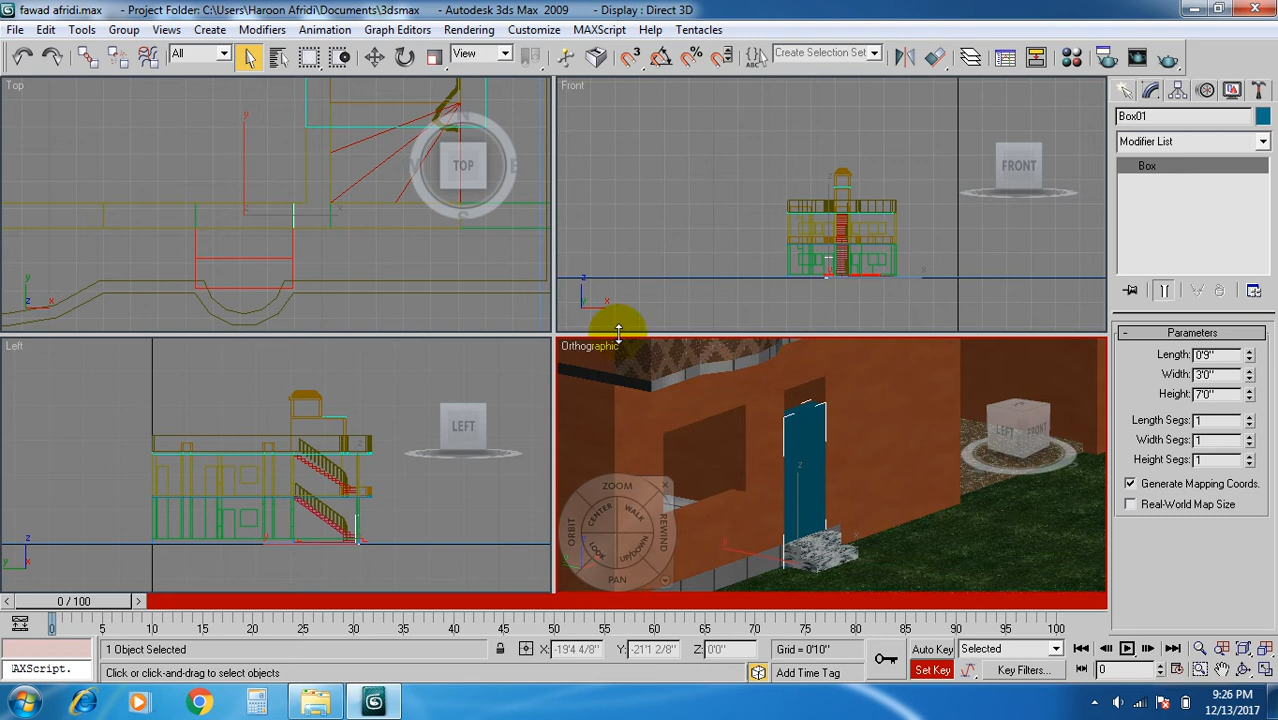 fawad afridi.max - Project Folder: C:\Users\Haroon Afridi\Documents\3dsmax - Autodesk 3ds Max 2009 - Display : Direct 3D
File Edit Tools Group Views Create Modifiers Animation Graph Editors Rendering Customize MAXScript Help Tentacles
All View 3 % ABC Create Selection Set
Top Front
TOP S FRONT
y x z
Box01
Modifier List
Box
Parameters
Length: 0'9"
Width: 3'0"
Height: 7'0"
Length Segs: 1
Width Segs: 1
Height Segs: 1
Generate Mapping Coords.
Real-World Map Size
Left Orthographic
LEFT LEFT FRONT
ZOOM
CENTER WALK
ORBIT REWIND
LOOK UP/DOWN
PAN
0 / 100
0 5 10 15 20 25 30 35 40 45 50 55 60 65 70 75 80 85 90 95 100
1 Object Selected X: -19'4 4/8" Y: -21'1 2/8" Z: 0'0" Grid = 0'10" Auto Key Selected
AXScript. Click or click-and-drag to select objects Add Time Tag Set Key Key Filters... 0
9:26 PM
12/13/2017